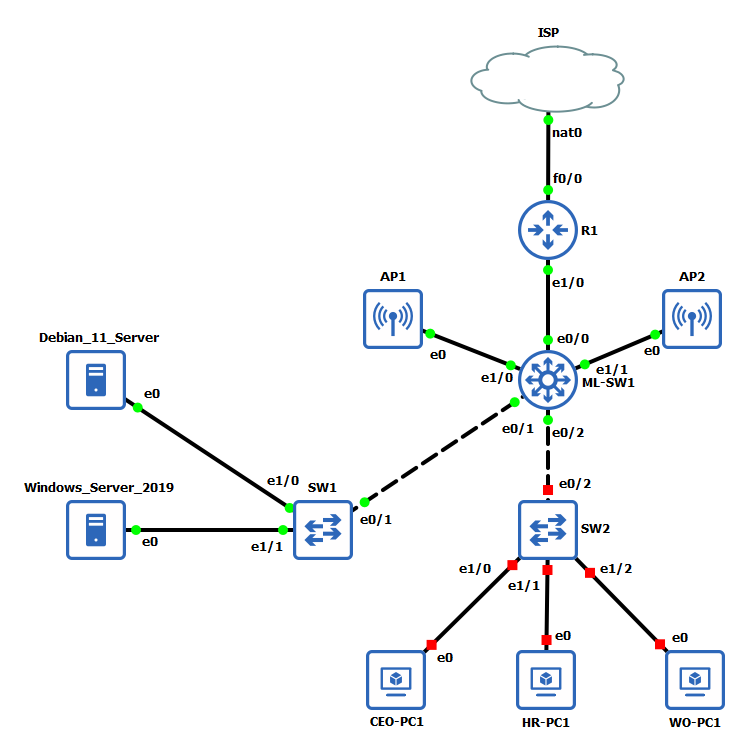 ISP
nat0
f0/0
R1
e1/0
AP1
AP2
e0/0
Debian_11_Server
e0
e0
e1/0
e1/1
ML-SW1
e0
e0/1
e0/2
Windows_Server_2019
SW1
e1/0
e0/2
e0/1
SW2
e0
e1/1
e1/0
e1/1
e1/2
e0
e0
e0
CEO-PC1
HR-PC1
WO-PC1